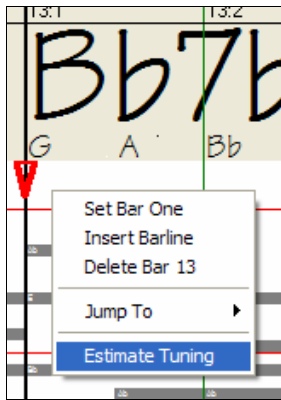 13:1 13:2
Bb7b
G A Bb
Set Bar One
Insert Barline
Delete Bar 13
Jump To
Estimate Tuning